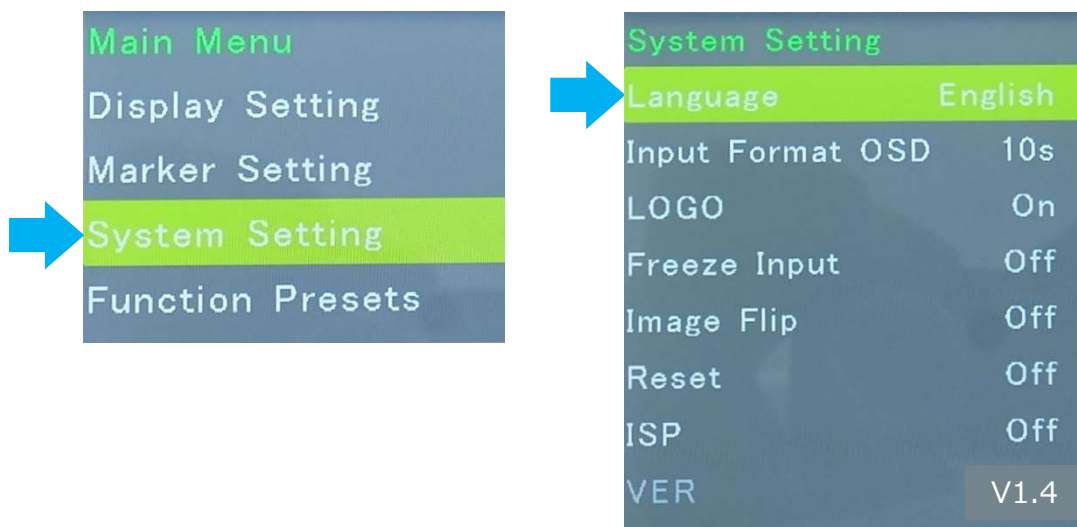 Main Menu
Display Setting
Marker Setting
System Setting
Function Presets
System Setting
Language English
Input Format OSD 10s
LOGO On
Freeze Input Off
Image Flip Off
Reset Off
ISP Off
VER V1.4